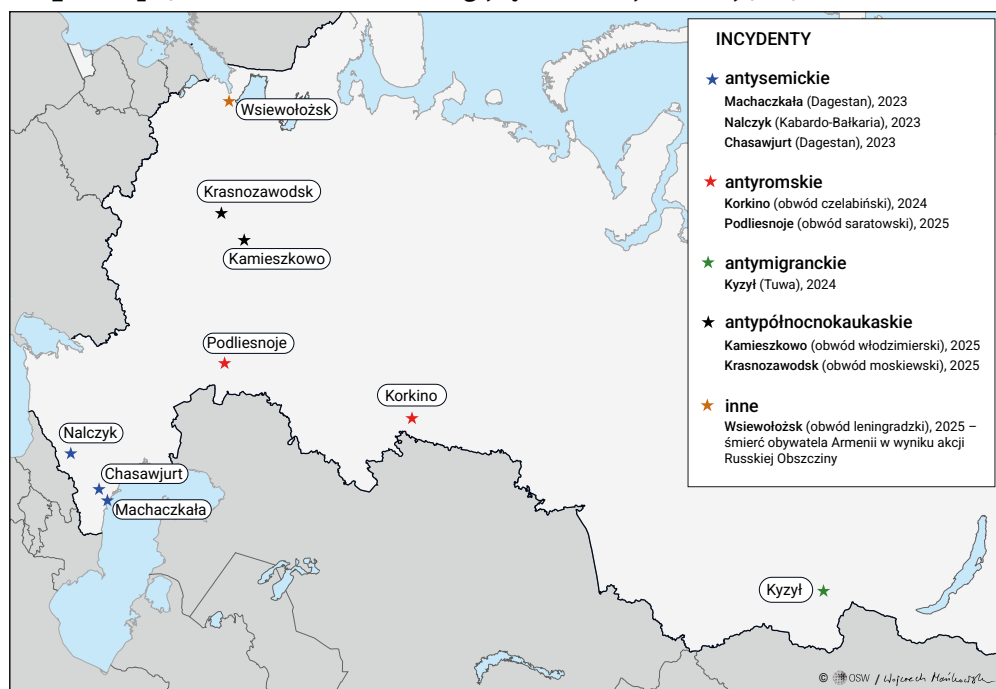 INCYDENTY
antysemickie
Machaczkała (Dagestan), 2023
Nalczyk (Kabardo-Bałkaria), 2023
Chasawjurt (Dagestan), 2023
antyromskie
Korkino (obwód czelabiński), 2024
Podliesnoje (obwód saratowski), 2025
antymigranckie
Kyzył (Tuwa), 2024
antypółnocnokaukaskie
Kamieszkowo (obwód włodzimierski), 2025
Krasnozawodsk (obwód moskiewski), 2025
inne
Wsiewołożsk (obwód leningradzki), 2025 –
śmierć obywatela Armenii w wyniku akcji
Russkiej Obszcziny
Wsiewołożsk
Krasnozawodsk
Kamieszkowo
Podliesnoje
Korkino
Nalczyk
Chasawjurt
Machaczkała
Kyzył
© OSW / Wojciech Mańkowski